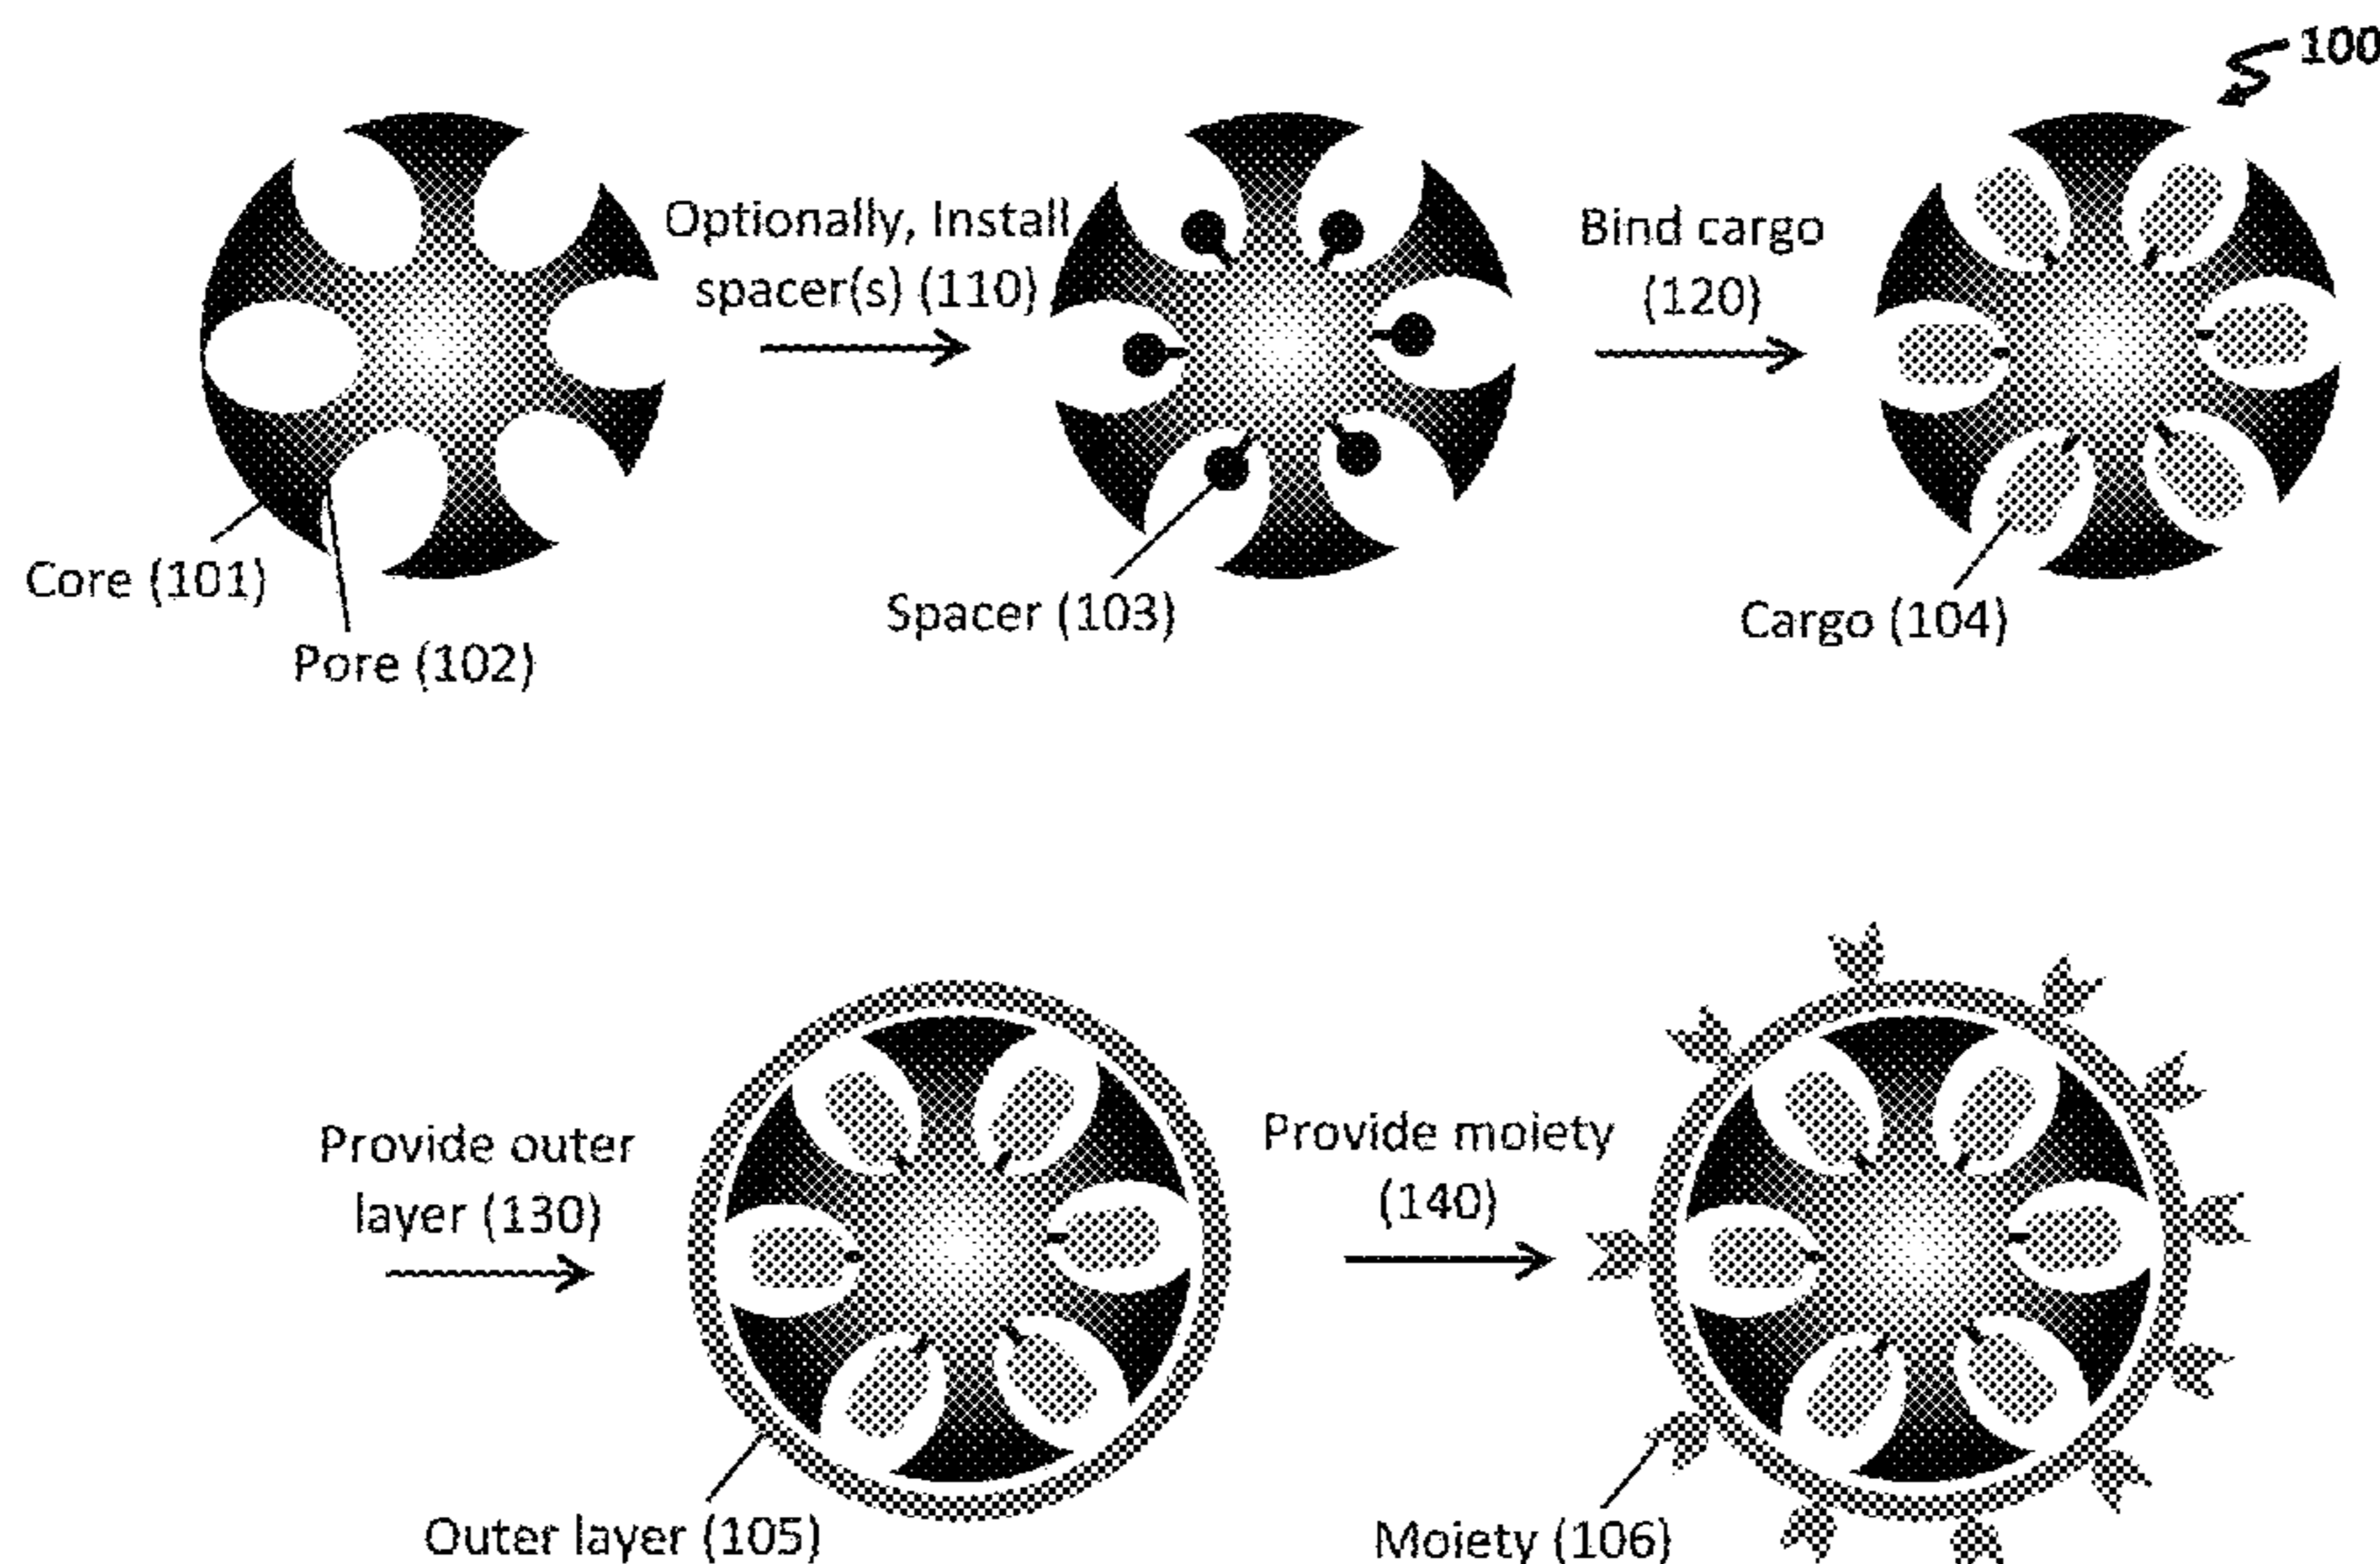 100
Optionally, Install
spacer(s) (110)
Bind cargo
(120)
Core (101)
Pore (102)
Spacer (103)
Cargo (104)
Provide outer
layer (130)
Provide moiety
(140)
Outer layer (105)
Moiety (106)